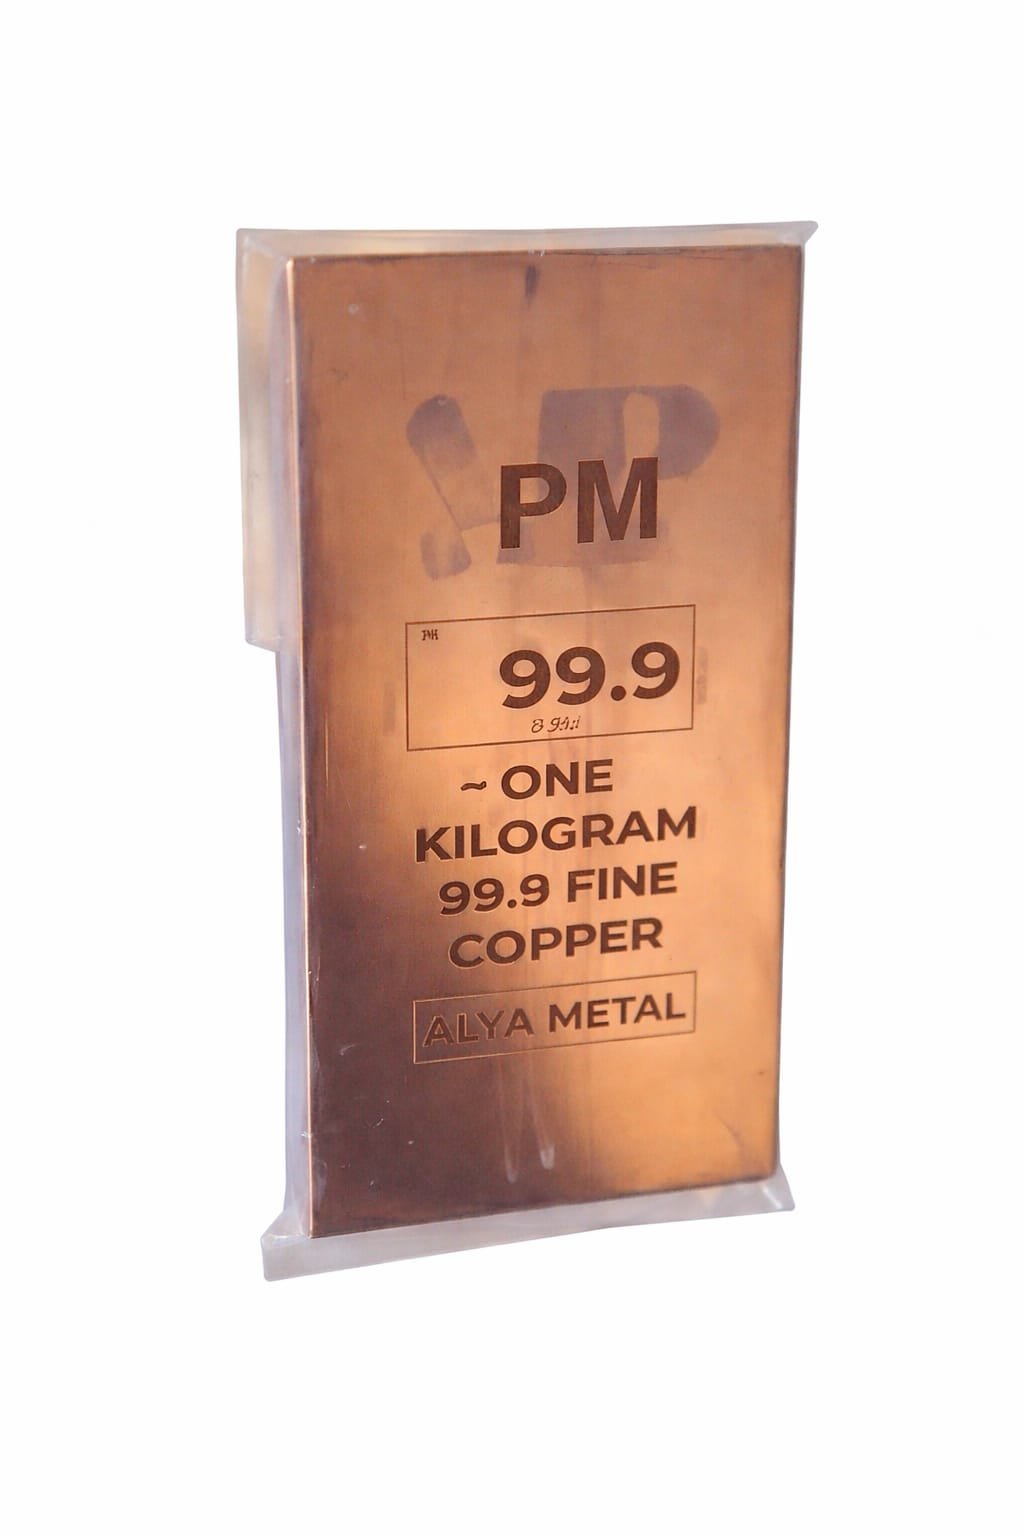 PM
99.9
~ ONE
KILOGRAM
99.9 FINE
COPPER
ALYA METAL